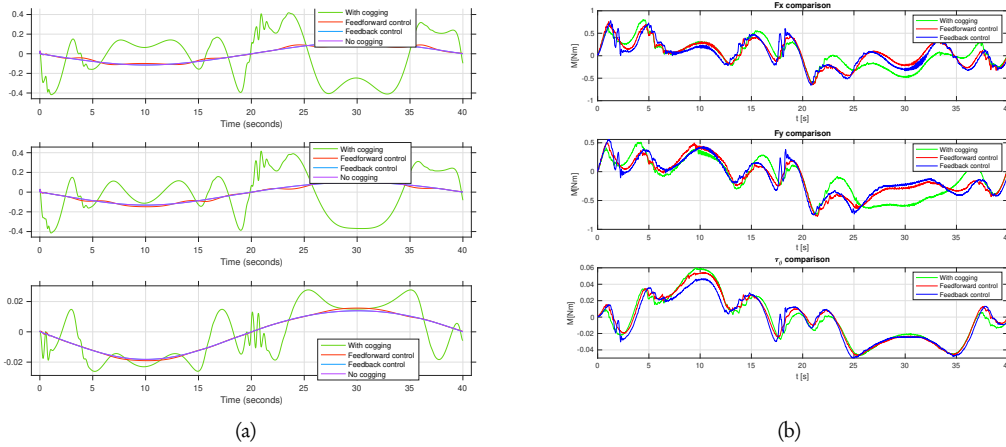 0.4
0.2
0
-0.2
-0.4
With cogging
Feedforward control
Feedback control
No cogging
0 5 10 15 20 25 30 35 40
Time (seconds)
0.4
0.2
0
-0.2
-0.4
With cogging
Feedforward control
Feedback control
No cogging
0 5 10 15 20 25 30 35 40
Time (seconds)
0.02
0
-0.02
With cogging
Feedforward control
Feedback control
No cogging
0 5 10 15 20 25 30 35 40
Time (seconds)
(a)
Fx comparison
M[Nm]
1
0.5
0
-0.5
-1
With cogging
Feedforward control
Feedback control
0 5 10 15 20 25 30 35 40
t [s]
Fy comparison
M[Nm]
0.5
0
-0.5
-1
With cogging
Feedforward control
Feedback control
0 5 10 15 20 25 30 35 40
t [s]
τθ comparison
M[Nm]
0.06
0.04
0.02
0
-0.02
-0.04
With cogging
Feedforward control
Feedback control
0 5 10 15 20 25 30 35 40
t [s]
(b)